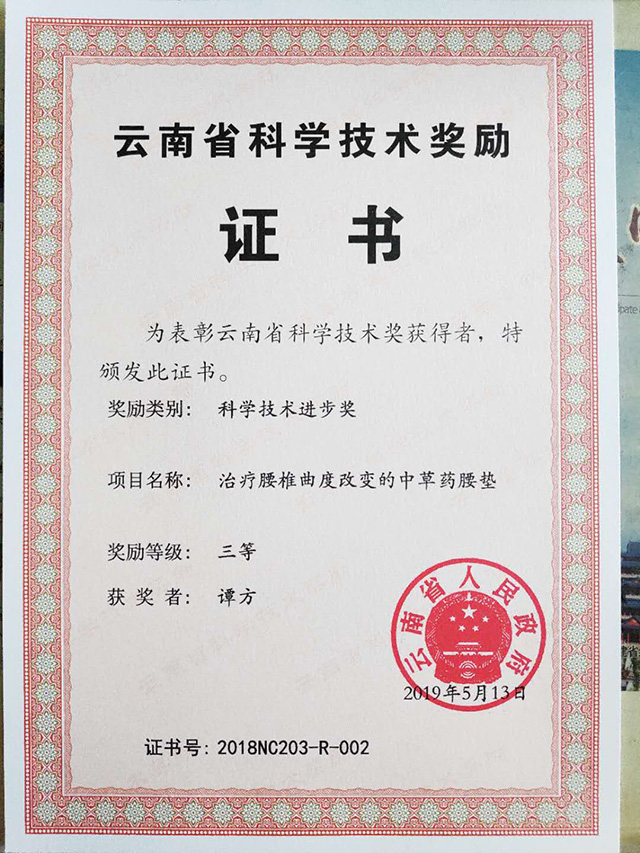 云南省科学技术奖励
证书
为表彰云南省科学技术奖获得者，特
颁发此证书。
奖励类别： 科学技术进步奖
项目名称： 治疗腰椎曲度改变的中草药腰垫
奖励等级： 三等
获奖者： 谭方
云南省人民政府
2019年5月13日
证书号：2018NC203-R-002